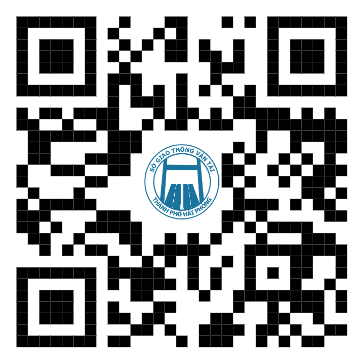 SỞ GIAO THÔNG VẬN TẢI
THÀNH PHỐ HẢI PHÒNG